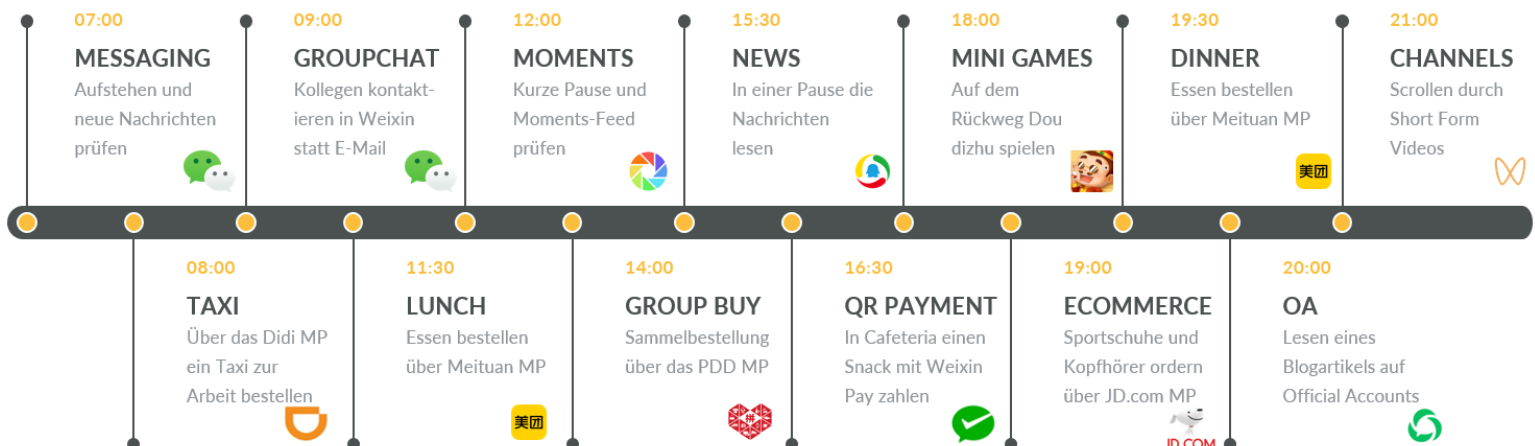 07:00
MESSAGING
Aufstehen und
neue Nachrichten
prüfen
09:00
GROUPCHAT
Kollegen kontakt-
ieren in Weixin
statt E-Mail
12:00
MOMENTS
Kurze Pause und
Moments-Feed
prüfen
15:30
NEWS
In einer Pause die
Nachrichten
lesen
18:00
MINI GAMES
Auf dem
Rückweg Dou
dizhu spielen
19:30
DINNER
Essen bestellen
über Meituan MP
美团
21:00
CHANNELS
Scrollen durch
Short Form
Videos
08:00
TAXI
Über das Didi MP
ein Taxi zur
Arbeit bestellen
11:30
LUNCH
Essen bestellen
über Meituan MP
美团
14:00
GROUP BUY
Sammelbestellung
über das PDD MP
16:30
QR PAYMENT
In Cafeteria einen
Snack mit Weixin
Pay zahlen
19:00
ECOMMERCE
Sportschuhe und
Kopfhörer ordern
über JD.com MP
JD.COM
20:00
OA
Lesen eines
Blogartikels auf
Official Accounts